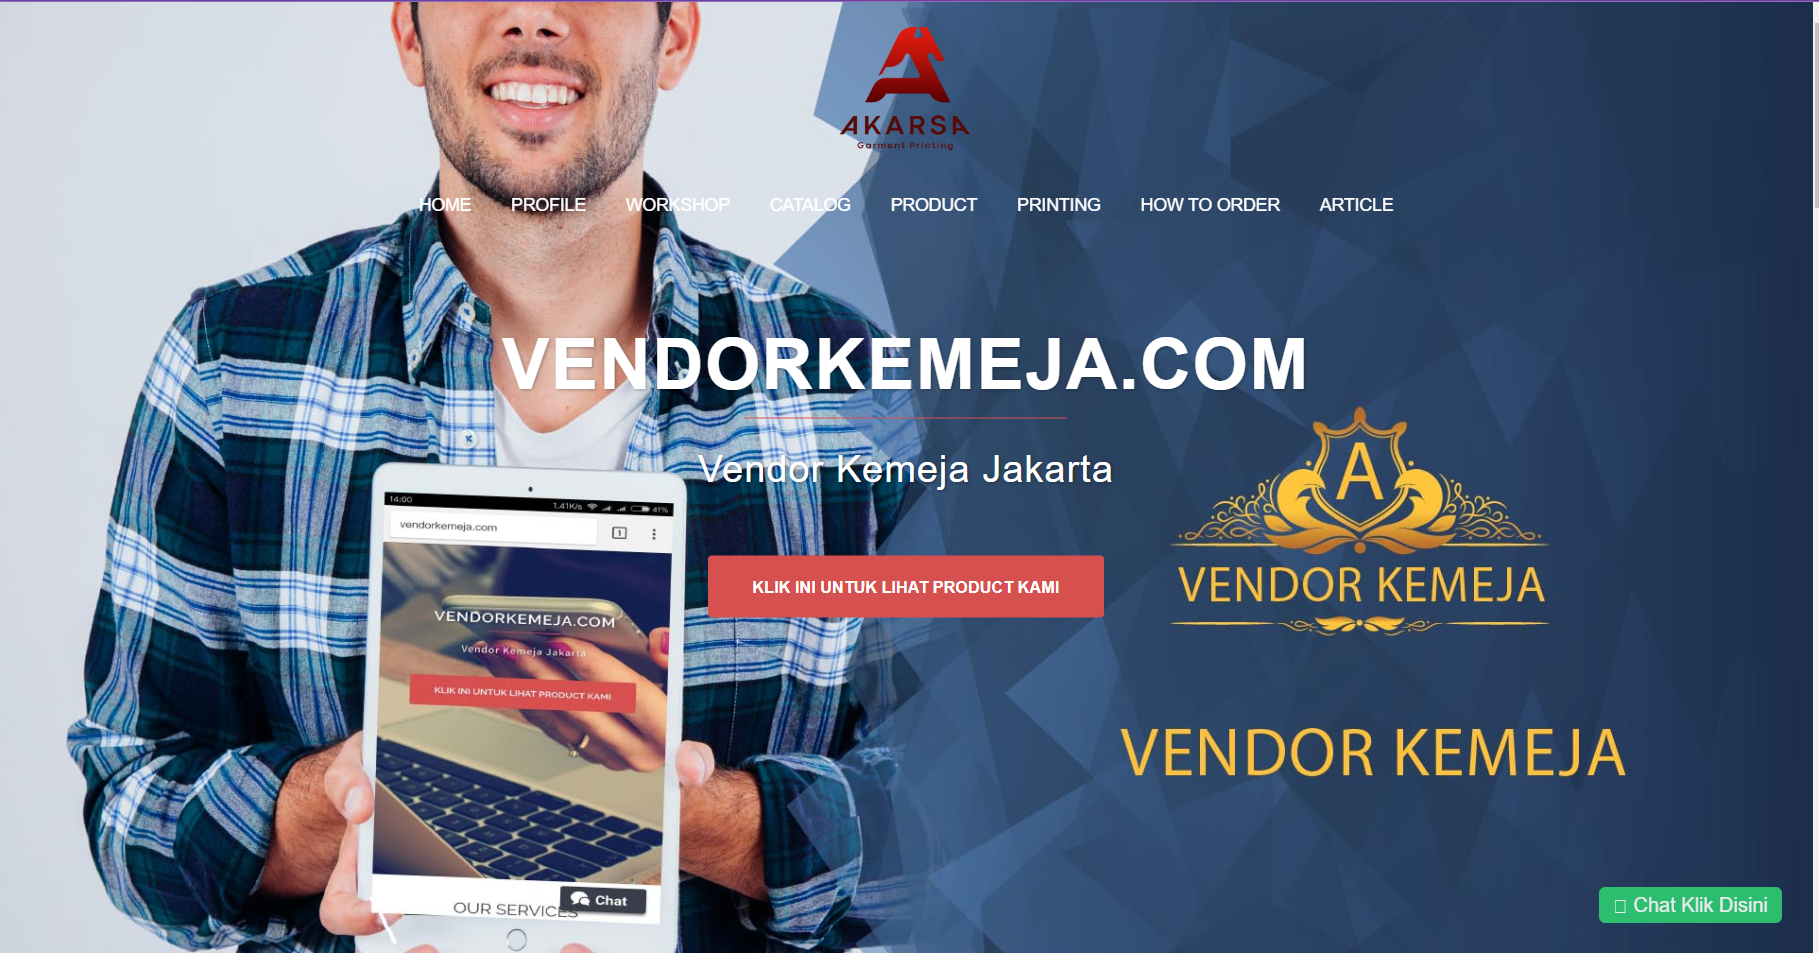 AKARSA
Garment Printing
HOME PROFILE WORKSHOP CATALOG PRODUCT PRINTING HOW TO ORDER ARTICLE
VENDORKEMEJA.COM
Vendor Kemeja Jakarta
KLIK INI UNTUK LIHAT PRODUCT KAMI
A
VENDOR KEMEJA
VENDOR KEMEJA
14:00 1.41K/s 41%
vendorkemeja.com 1
VENDORKEMEJA.COM
Vendor Kemeja Jakarta
KLIK INI UNTUK LIHAT PRODUCT KAMI
Chat
OUR SERVICES
Chat Klik Disini